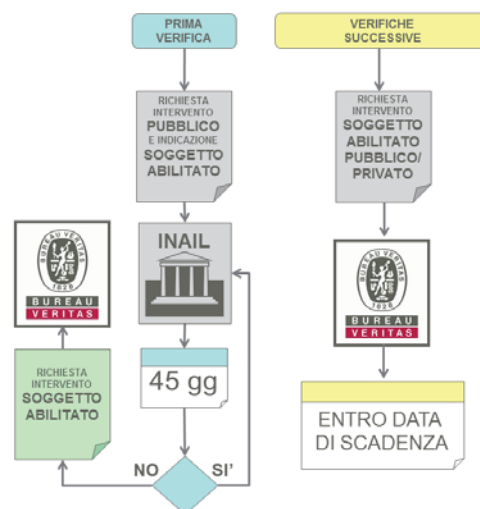 PRIMA
VERIFICA
RICHIESTA
INTERVENTO
PUBBLICO
E INDICAZIONE
SOGGETTO
ABILITATO
INAIL
45 gg
NO
SI'
RICHIESTA
INTERVENTO
SOGGETTO
ABILITATO
BUREAU VERITAS
1828
BUREAU
VERITAS
VERIFICHE
SUCCESSIVE
RICHIESTA
INTERVENTO
SOGGETTO
ABILITATO
PUBBLICO/
PRIVATO
BUREAU VERITAS
1828
BUREAU
VERITAS
ENTRO DATA
DI SCADENZA